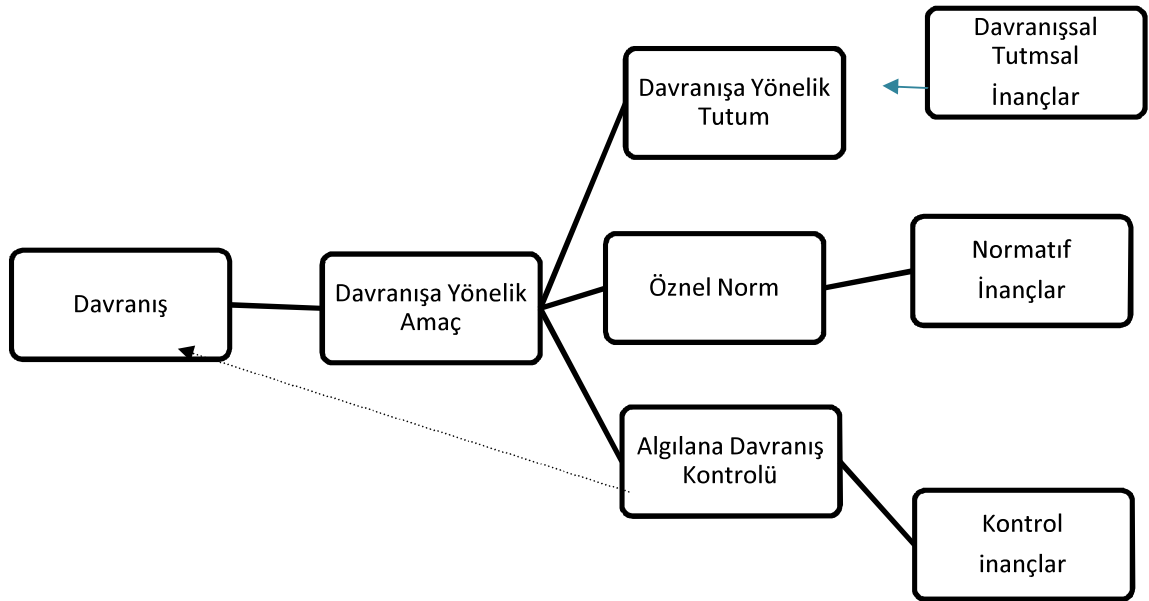 Davranışsal
Tutmsal
İnançlar
Davranışa Yönelik
Tutum
Normatıf
İnançlar
Öznel Norm
Davranışa Yönelik
Amaç
Davranış
Algılana Davranış
Kontrolü
Kontrol
inançlar